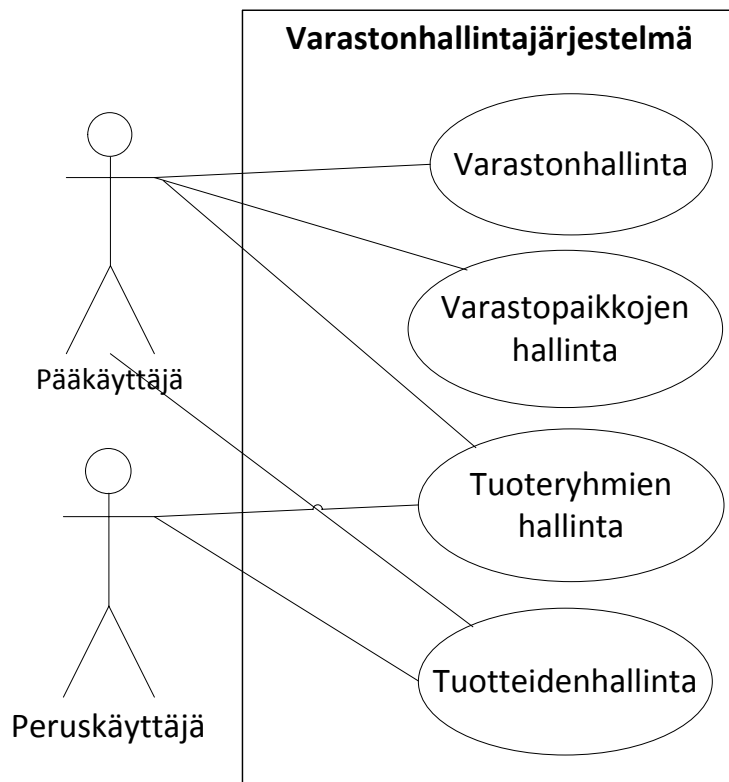 Varastonhallintajärjestelmä
Varastonhallinta
Varastopaikkojen
hallinta
Pääkäyttäjä
Tuoteryhmien
hallinta
Tuotteidenhallinta
Peruskäyttäjä